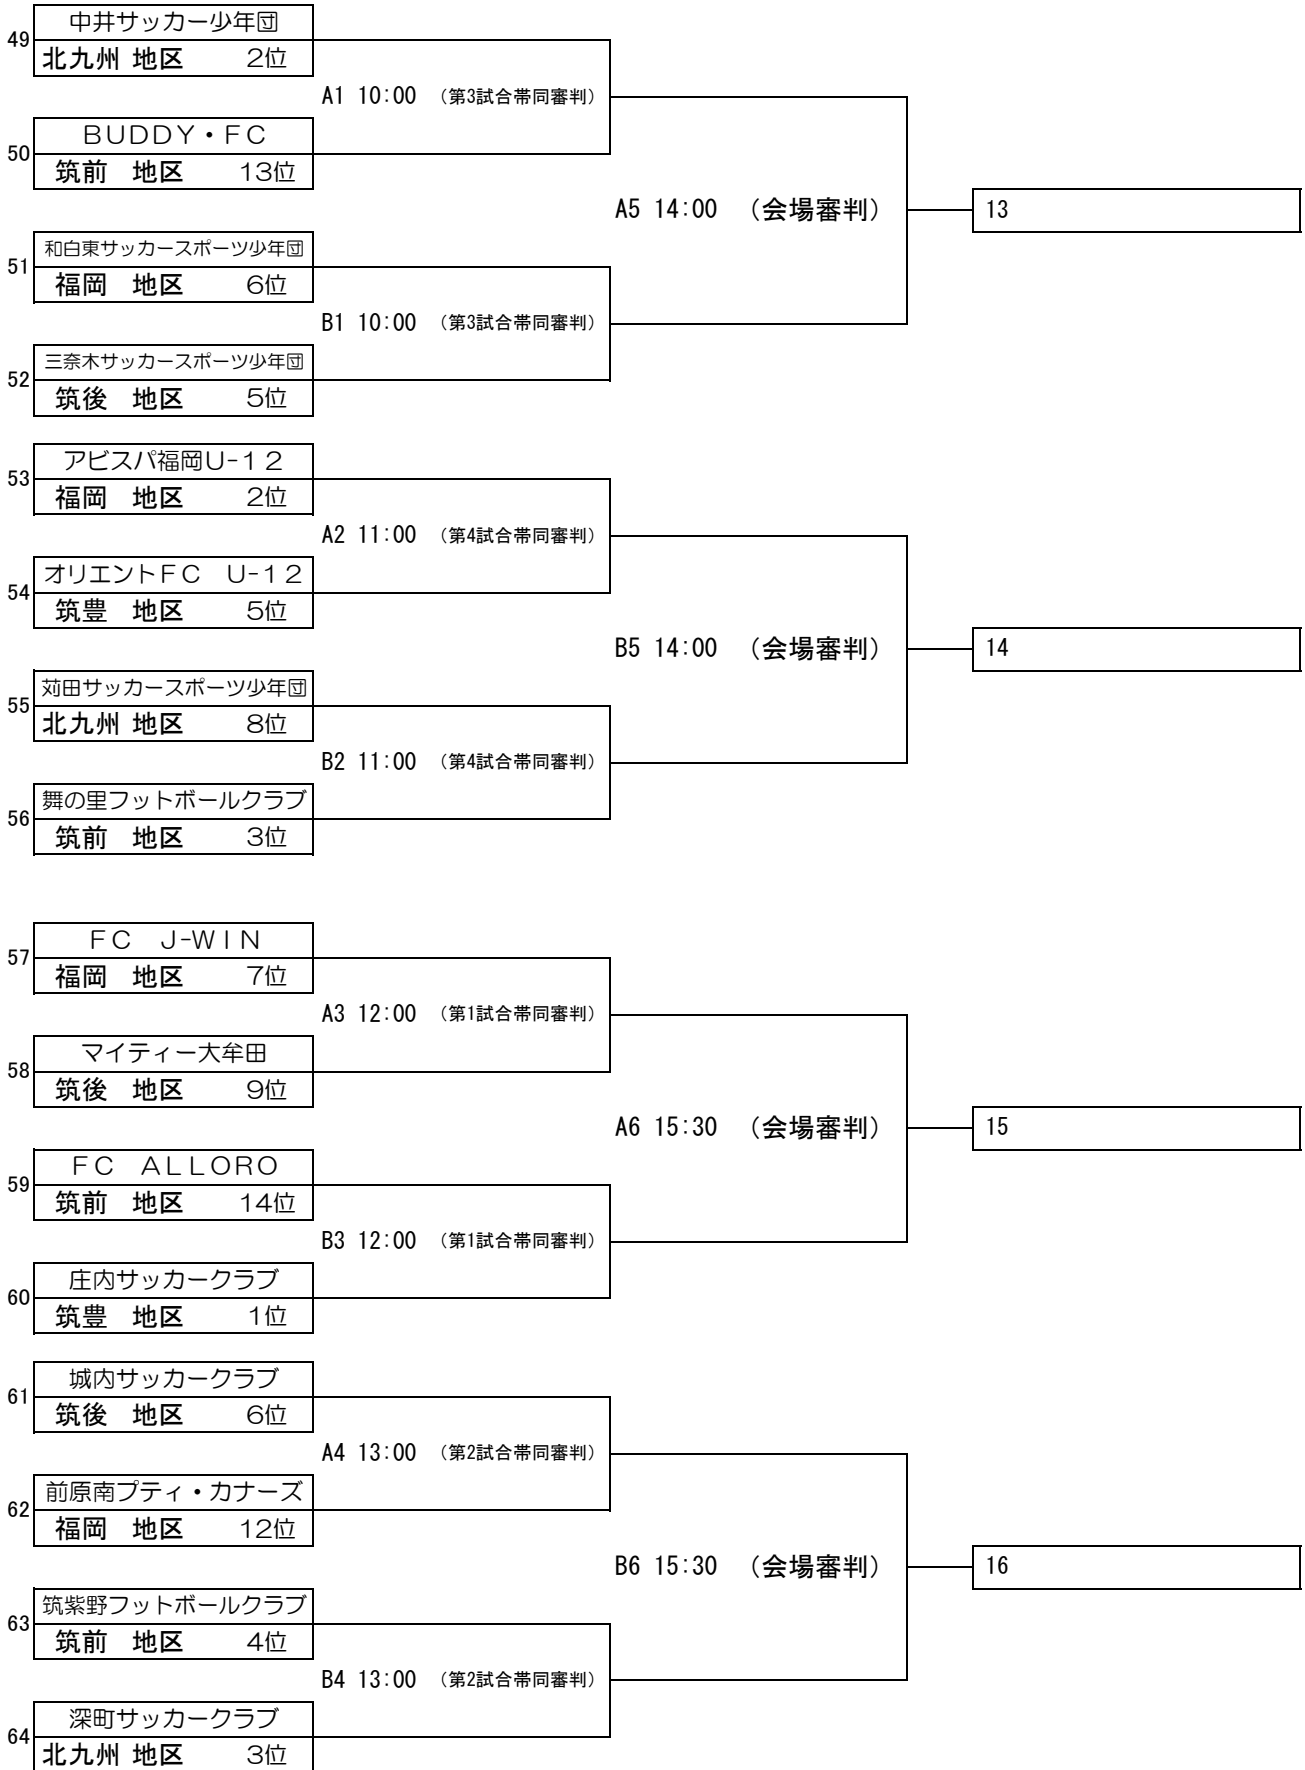 中井サッカー少年団
49
北九州 地区 2位
A1 10:00 （第3試合帯同審判）
ＢＵＤＤＹ・ＦＣ
50
筑前 地区 13位
A5 14:00 （会場審判）
13
和白東サッカースポーツ少年団
51
福岡 地区 6位
B1 10:00 （第3試合帯同審判）
三奈木サッカースポーツ少年団
52
筑後 地区 5位
アビスパ福岡Ｕ-１２
53
福岡 地区 2位
A2 11:00 （第4試合帯同審判）
オリエントＦＣ Ｕ-１２
54
筑豊 地区 5位
B5 14:00 （会場審判）
14
苅田サッカースポーツ少年団
55
北九州 地区 8位
B2 11:00 （第4試合帯同審判）
舞の里フットボールクラブ
56
筑前 地区 3位
ＦＣ Ｊ-ＷＩＮ
57
福岡 地区 7位
A3 12:00 （第1試合帯同審判）
マイティー大牟田
58
筑後 地区 9位
A6 15:30 （会場審判）
15
ＦＣ ＡＬＬＯＲＯ
59
筑前 地区 14位
B3 12:00 （第1試合帯同審判）
庄内サッカークラブ
60
筑豊 地区 1位
城内サッカークラブ
61
筑後 地区 6位
A4 13:00 （第2試合帯同審判）
前原南プティ・カナーズ
62
福岡 地区 12位
B6 15:30 （会場審判）
16
筑紫野フットボールクラブ
63
筑前 地区 4位
B4 13:00 （第2試合帯同審判）
深町サッカークラブ
64
北九州 地区 3位